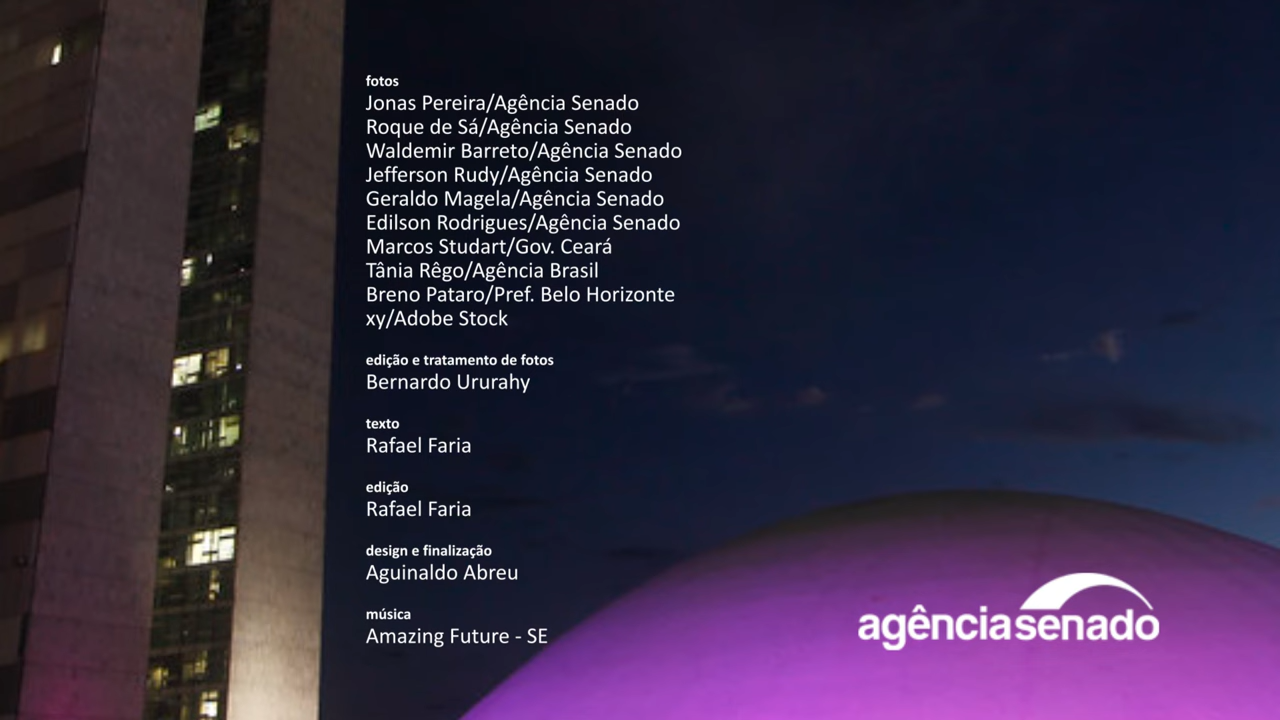 fotos
Jonas Pereira/Agência Senado
Roque de Sá/Agência Senado
Waldemir Barreto/Agência Senado
Jefferson Rudy/Agência Senado
Geraldo Magela/Agência Senado
Edilson Rodrigues/Agência Senado
Marcos Studart/Gov. Ceará
Tânia Rêgo/Agência Brasil
Breno Pataro/Pref. Belo Horizonte
xy/Adobe Stock
edição e tratamento de fotos
Bernardo Ururahy
texto
Rafael Faria
edição
Rafael Faria
design e finalização
Aguinaldo Abreu
música
Amazing Future - SE
agênciasenado